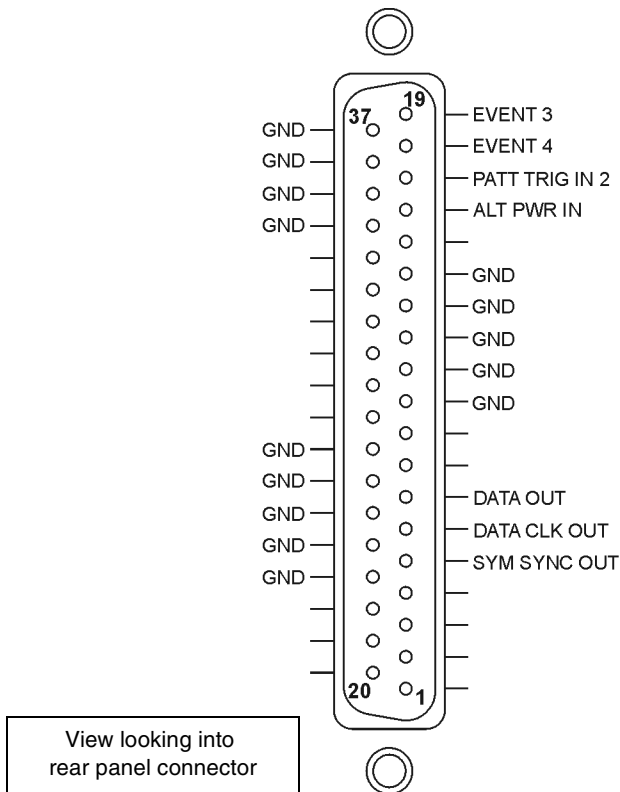 19
37
EVENT 3
GND
EVENT 4
GND
PATT TRIG IN 2
GND
ALT PWR IN
GND
GND
GND
GND
GND
GND
GND
GND
DATA OUT
GND
DATA CLK OUT
GND
SYM SYNC OUT
GND
20
1
View looking into
rear panel connector